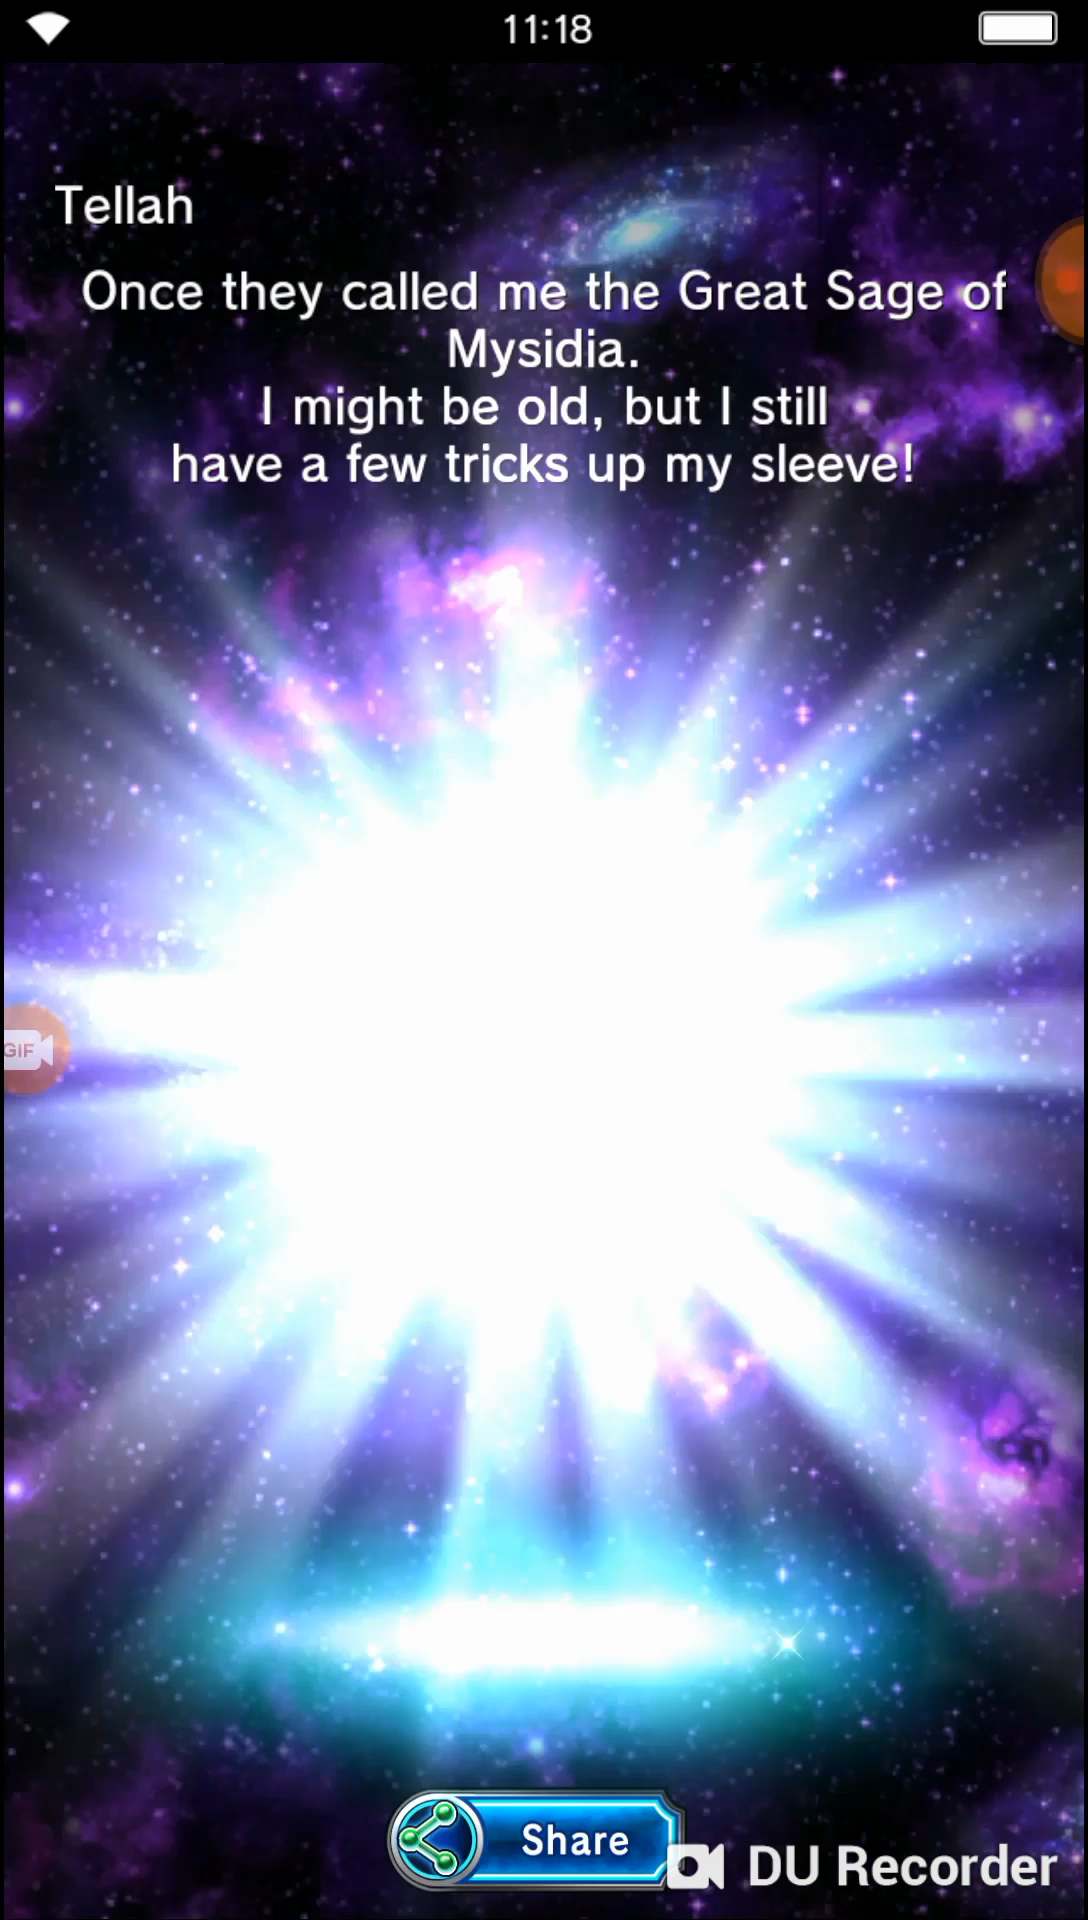 11:18
Tellah
Once they called me the Great Sage of
Mysidia.
I might be old, but I still
have a few tricks up my sleeve!
GIF
Share
DU Recorder